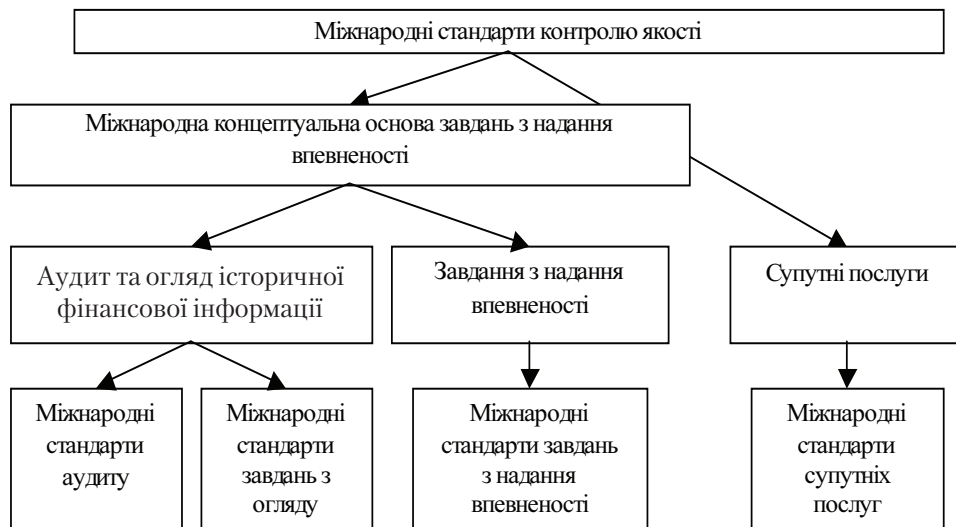 Міжнародні стандарти контролю якості
Міжнародна концептуальна основа завдань з надання
впевненості
Аудит та огляд історичної
фінансової інформації
Завдання з надання
впевненості
Супутні послуги
Міжнародні
стандарти
аудиту
Міжнародні
стандарти
завдань з
огляду
Міжнародні
стандарти завдань
з надання
впевненості
Міжнародні
стандарти
супутніх
послуг